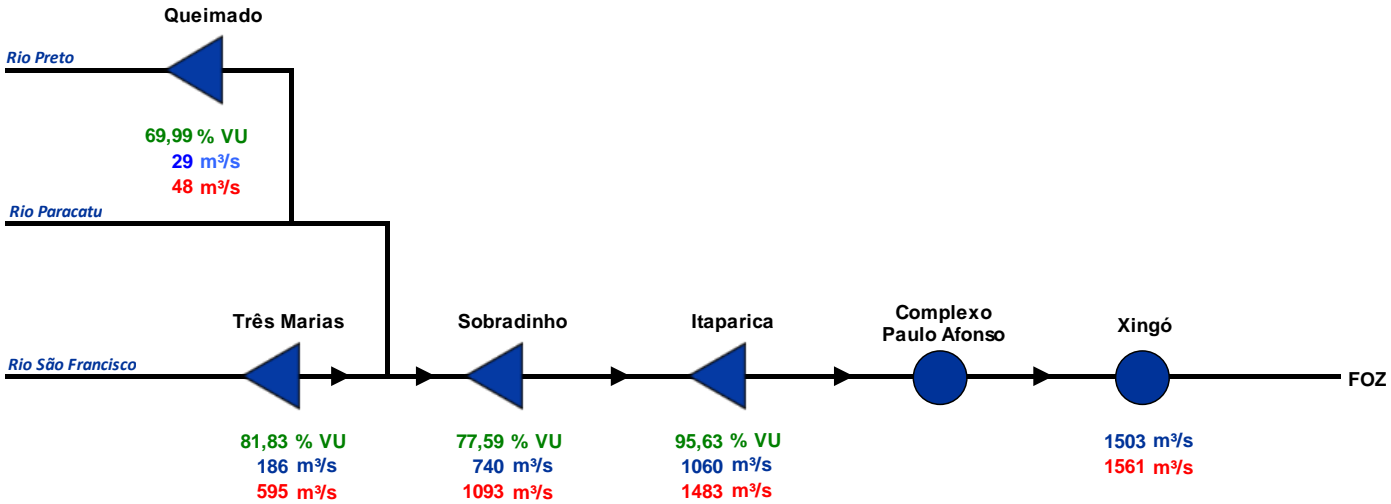 Queimado
Rio Preto
69,99 % VU
29 m³/s
48 m³/s
Rio Paracatu
Três Marias
Sobradinho
Itaparica
Complexo
Paulo Afonso
Xingó
Rio São Francisco
FOZ
81,83 % VU
186 m³/s
595 m³/s
77,59 % VU
740 m³/s
1093 m³/s
95,63 % VU
1060 m³/s
1483 m³/s
1503 m³/s
1561 m³/s